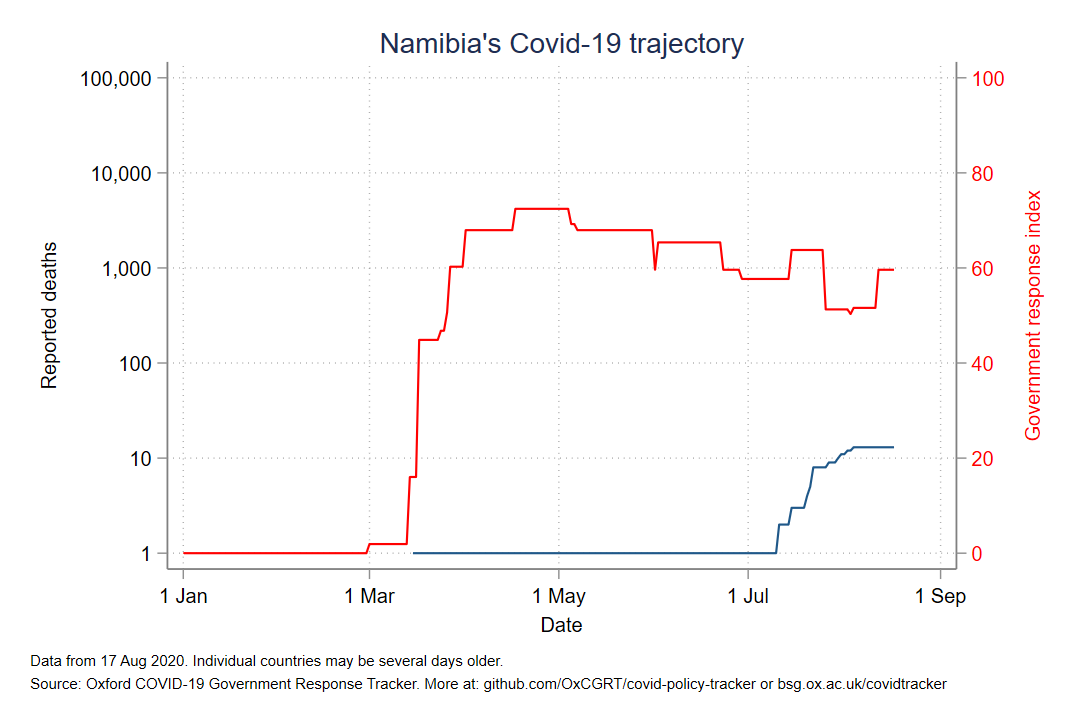 Namibia's Covid-19 trajectory
100,000
10,000
1,000
100
10
1
Reported deaths
100
80
60
40
20
0
Government response index
1 Jan
1 Mar
1 May
1 Jul
1 Sep
Date
Data from 17 Aug 2020. Individual countries may be several days older.
Source: Oxford COVID-19 Government Response Tracker. More at: github.com/OxCGRT/covid-policy-tracker or bsg.ox.ac.uk/covidtracker